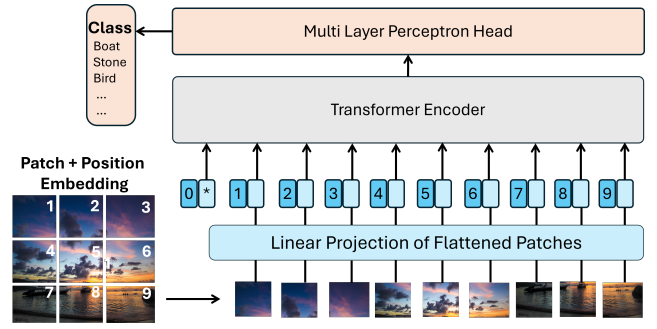 Class
Boat
Stone
Bird
...
...
Multi Layer Perceptron Head
Transformer Encoder
Patch + Position
Embedding
0 * 1 2 3 4 5 6 7 8 9
1 2 3
4 5 6
7 8 9
Linear Projection of Flattened Patches